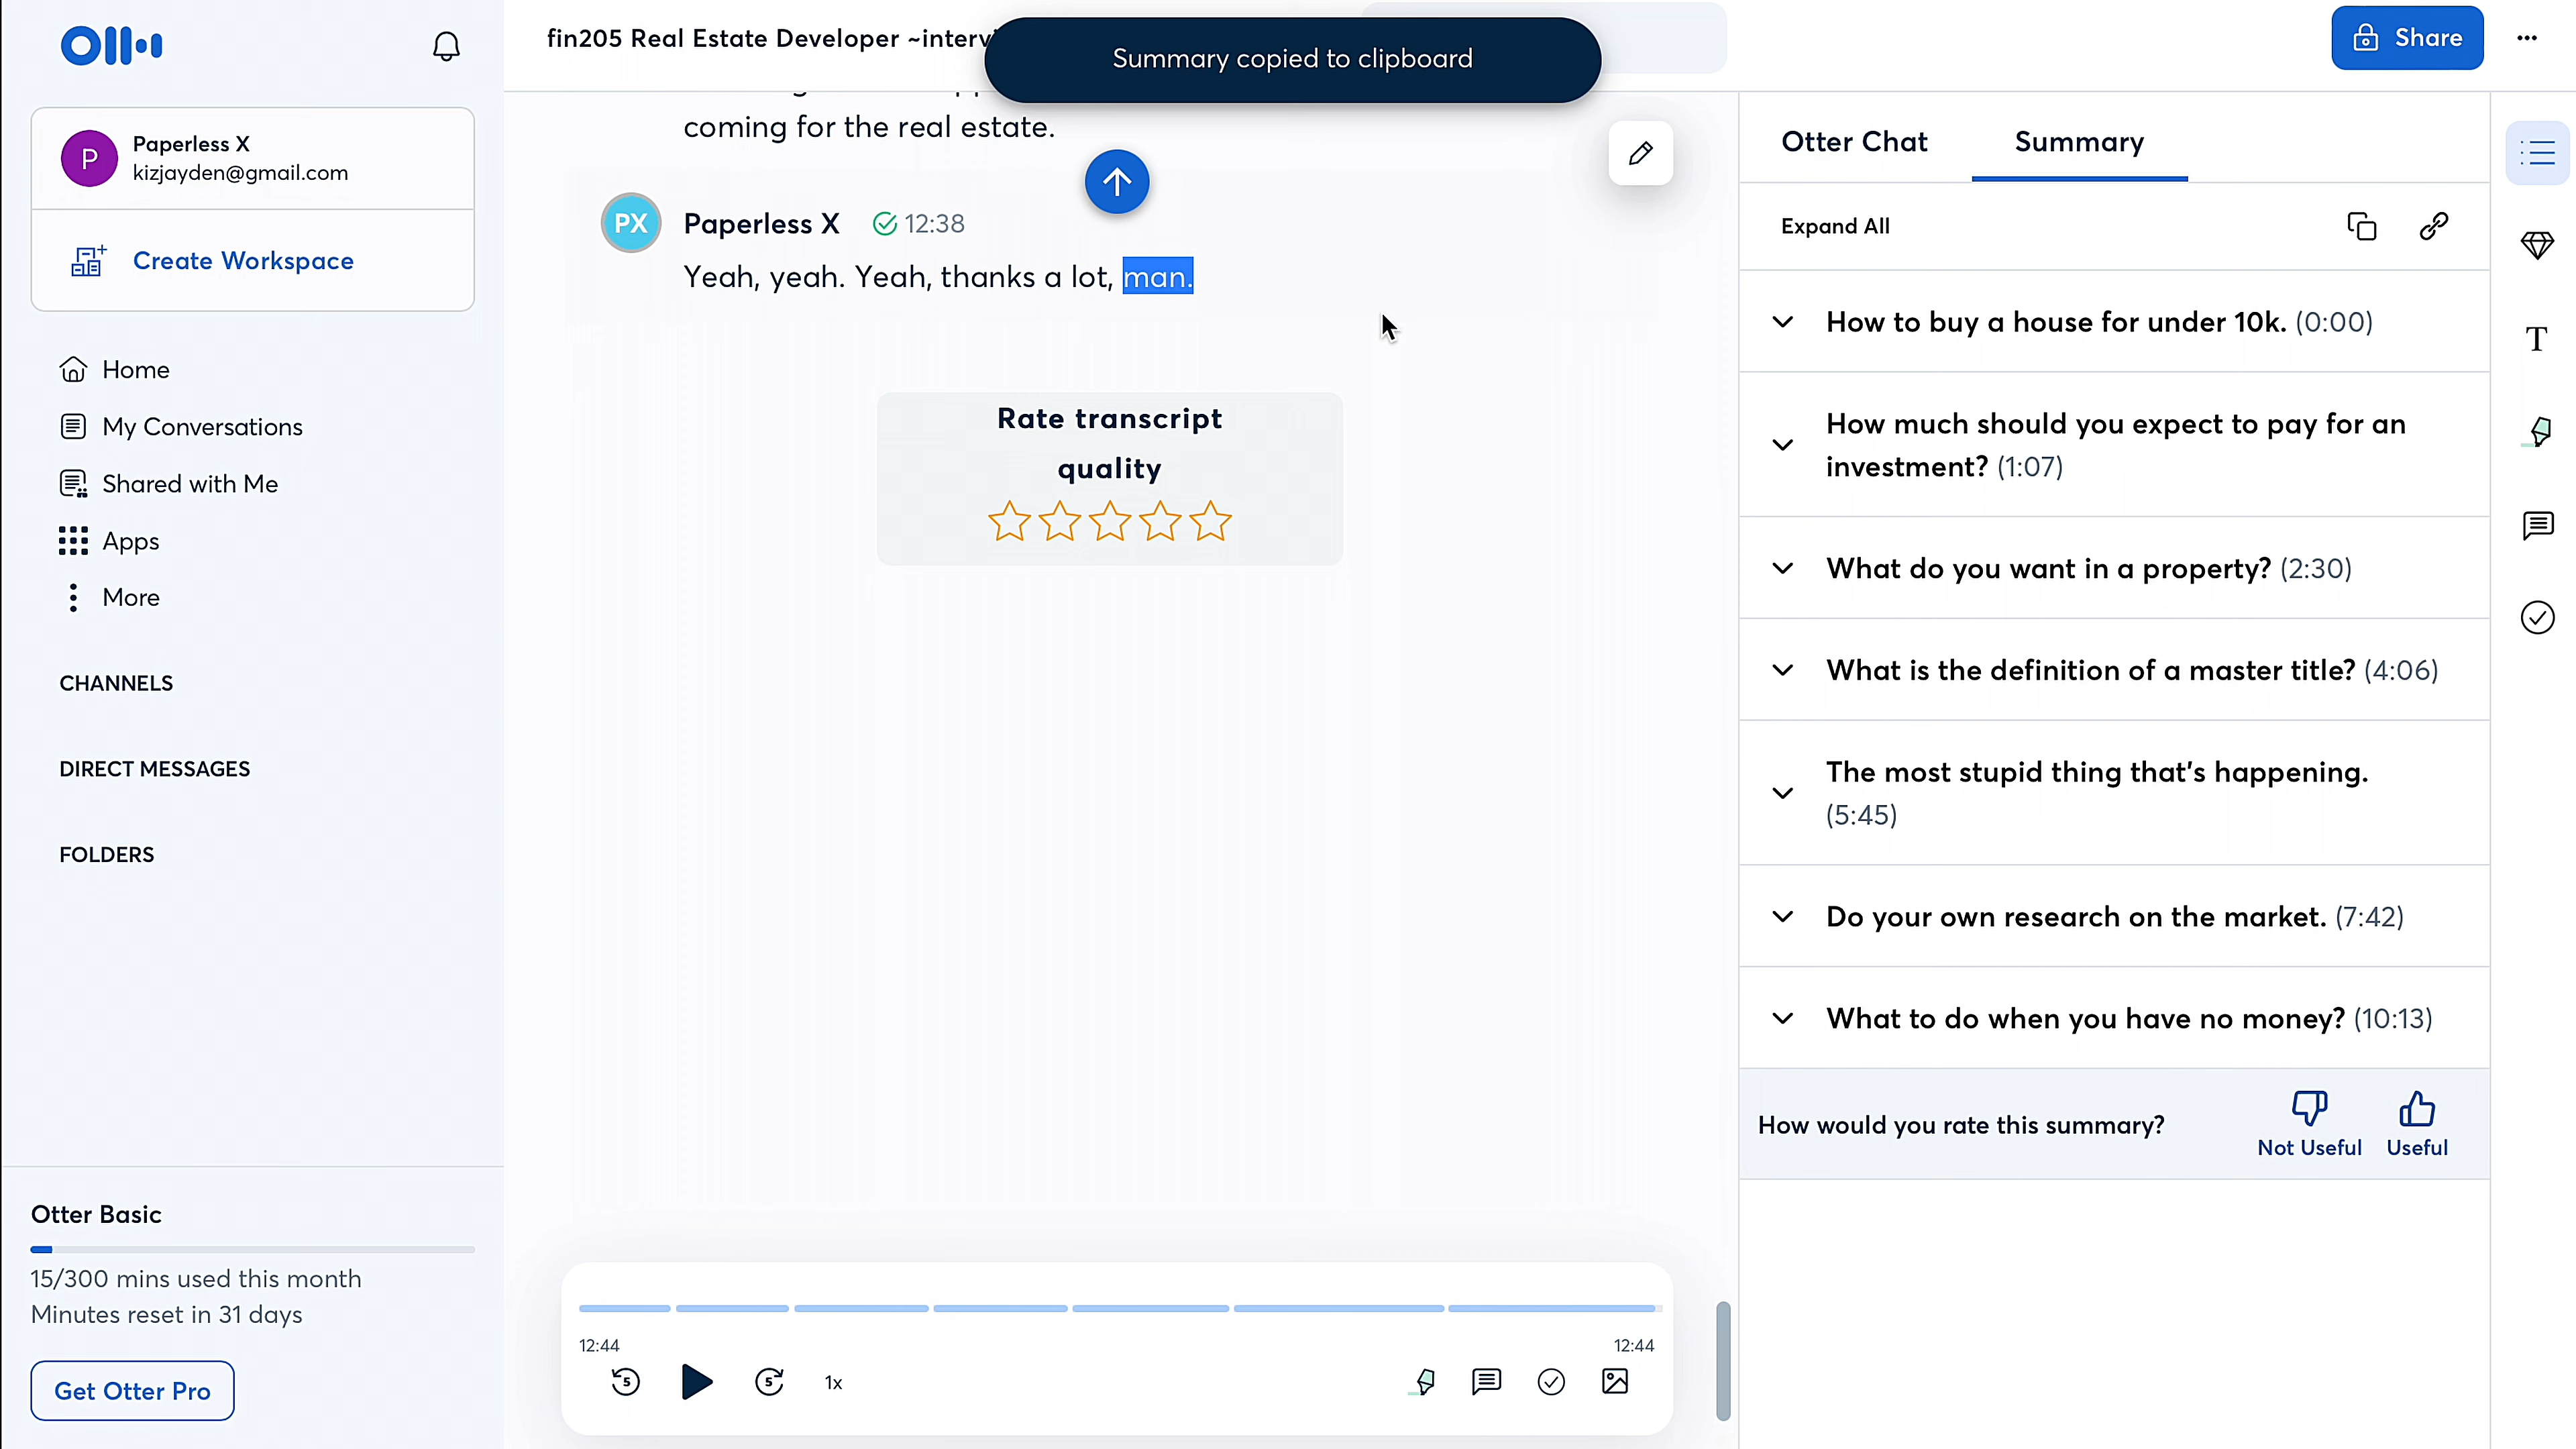 fin205 Real Estate Developer ~interv
Summary copied to clipboard
Share
P
Paperless X
kizjayden@gmail.com
Create Workspace
Home
My Conversations
Shared with Me
Apps
More
CHANNELS
DIRECT MESSAGES
FOLDERS
Otter Basic
15/300 mins used this month
Minutes reset in 31 days
Get Otter Pro
coming for the real estate.
PX
Paperless X 12:38
Yeah, yeah. Yeah, thanks a lot, man.
Rate transcript
quality
12:44
12:44
5
5
1x
Otter Chat
Summary
Expand All
How to buy a house for under 10k. (0:00)
How much should you expect to pay for an
investment? (1:07)
What do you want in a property? (2:30)
What is the definition of a master title? (4:06)
The most stupid thing that's happening.
(5:45)
Do your own research on the market. (7:42)
What to do when you have no money? (10:13)
How would you rate this summary?
Not Useful
Useful
T